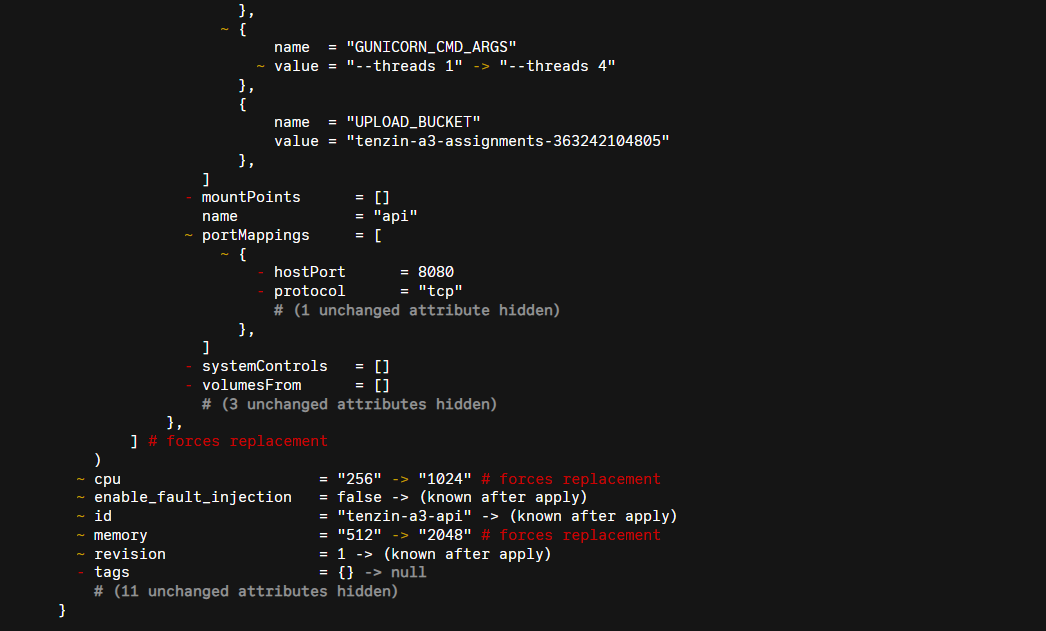 },
~ {
name = "GUNICORN_CMD_ARGS"
~ value = "--threads 1" -> "--threads 4"
},
{
name = "UPLOAD_BUCKET"
value = "tenzin-a3-assignments-363242104805"
},
]
- mountPoints = []
name = "api"
~ portMappings = [
~ {
- hostPort = 8080
- protocol = "tcp"
# (1 unchanged attribute hidden)
},
]
- systemControls = []
- volumesFrom = []
# (3 unchanged attributes hidden)
},
] # forces replacement
)
~ cpu = "256" -> "1024" # forces replacement
~ enable_fault_injection = false -> (known after apply)
~ id = "tenzin-a3-api" -> (known after apply)
~ memory = "512" -> "2048" # forces replacement
~ revision = 1 -> (known after apply)
- tags = {} -> null
# (11 unchanged attributes hidden)
}